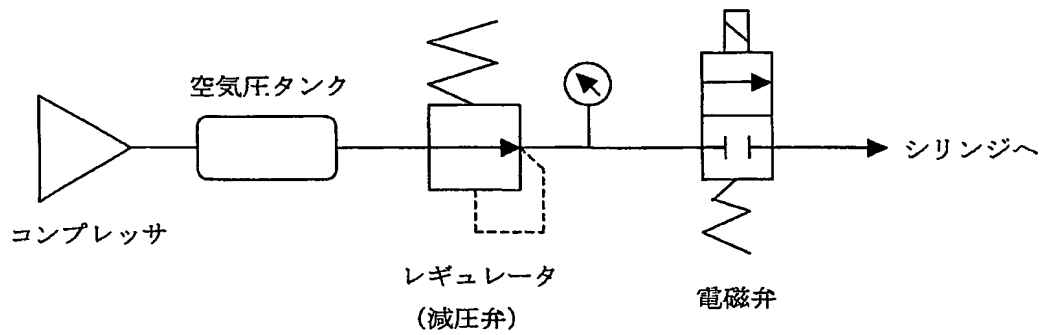 空気圧タンク
シリンジへ
コンプレッサ
レギュレータ
(減圧弁)
電磁弁